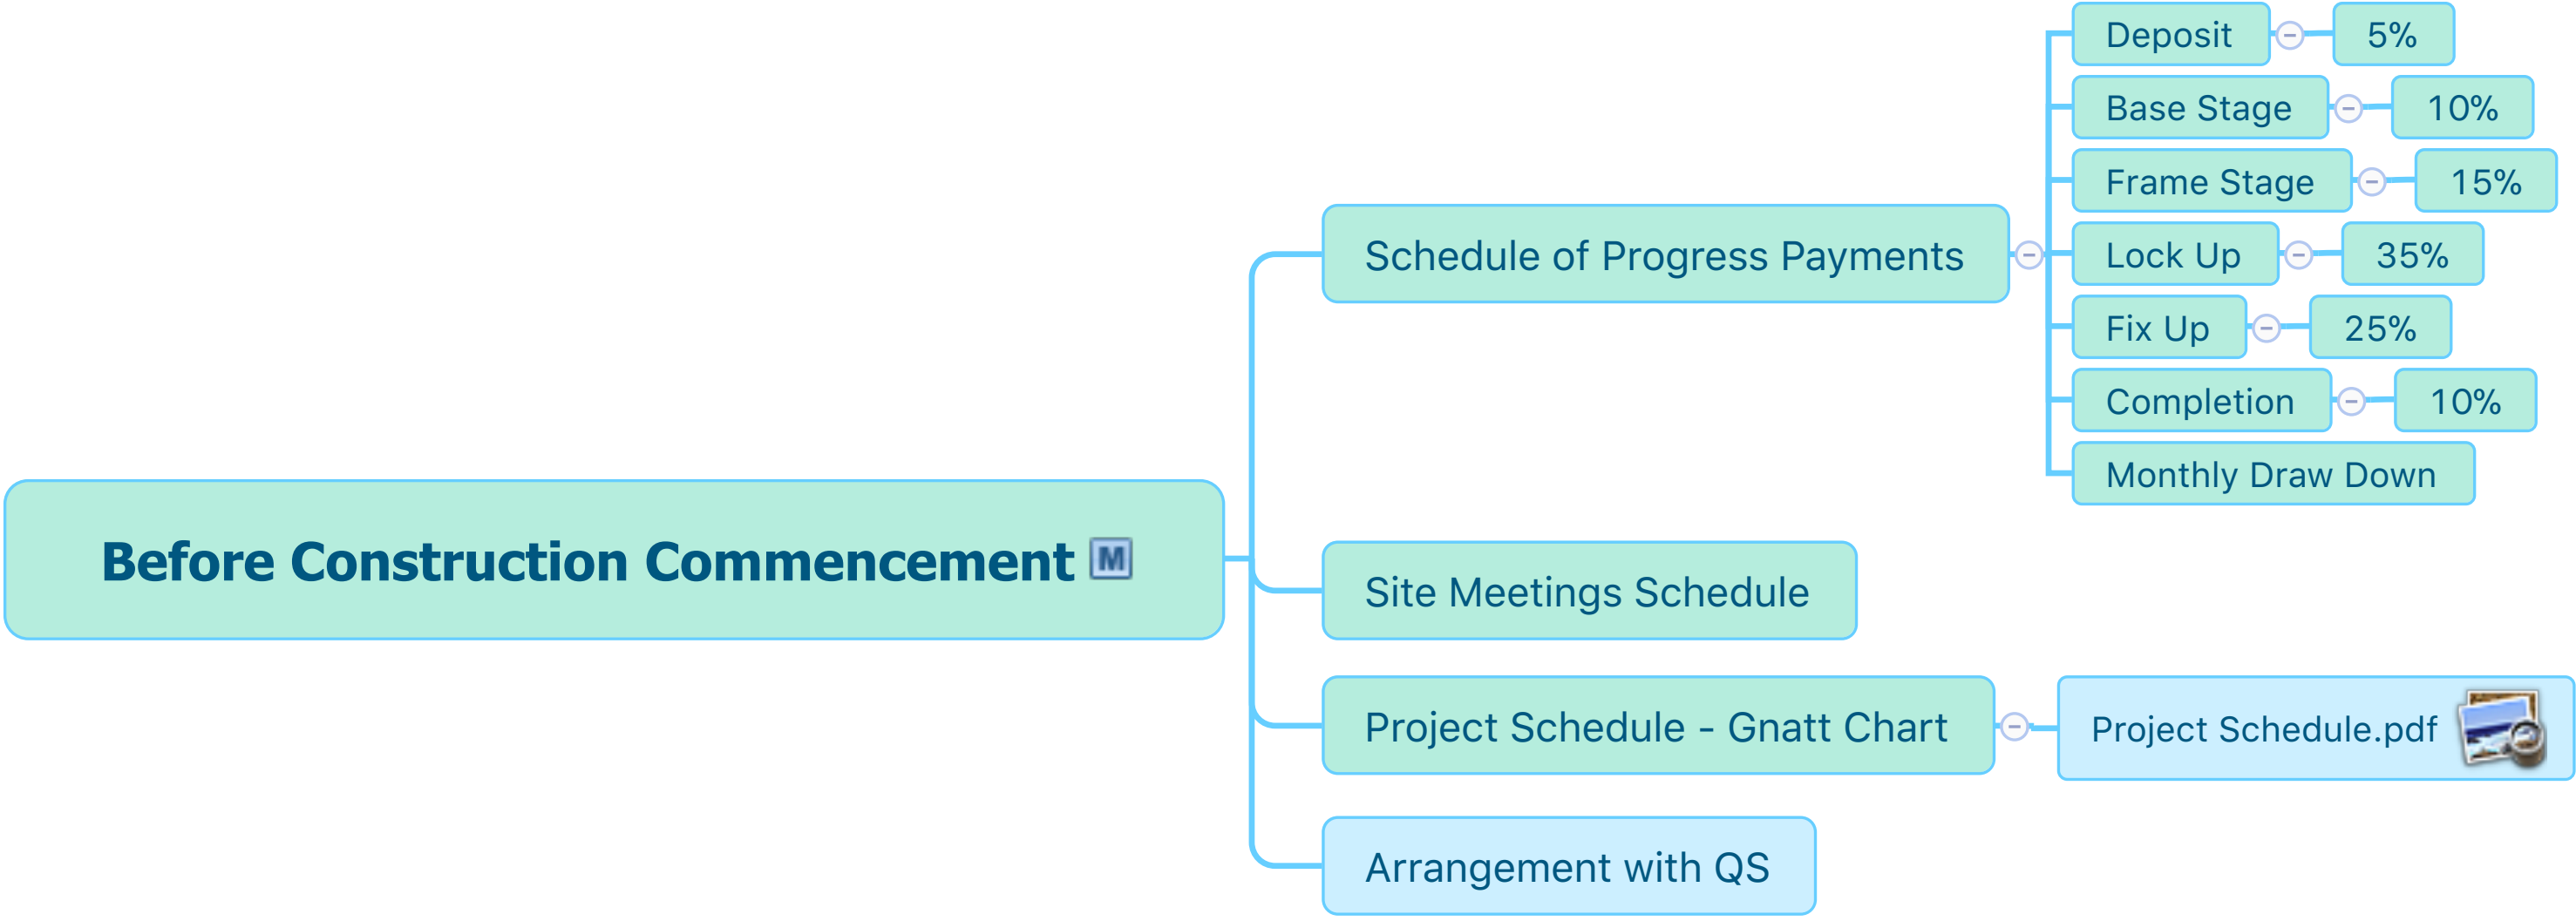 Deposit
5%
Base Stage
10%
Frame Stage
15%
Schedule of Progress Payments
Lock Up
35%
Fix Up
25%
Completion
10%
Monthly Draw Down
Before Construction Commencement M
Site Meetings Schedule
Project Schedule - Gnatt Chart
Project Schedule.pdf
Arrangement with QS